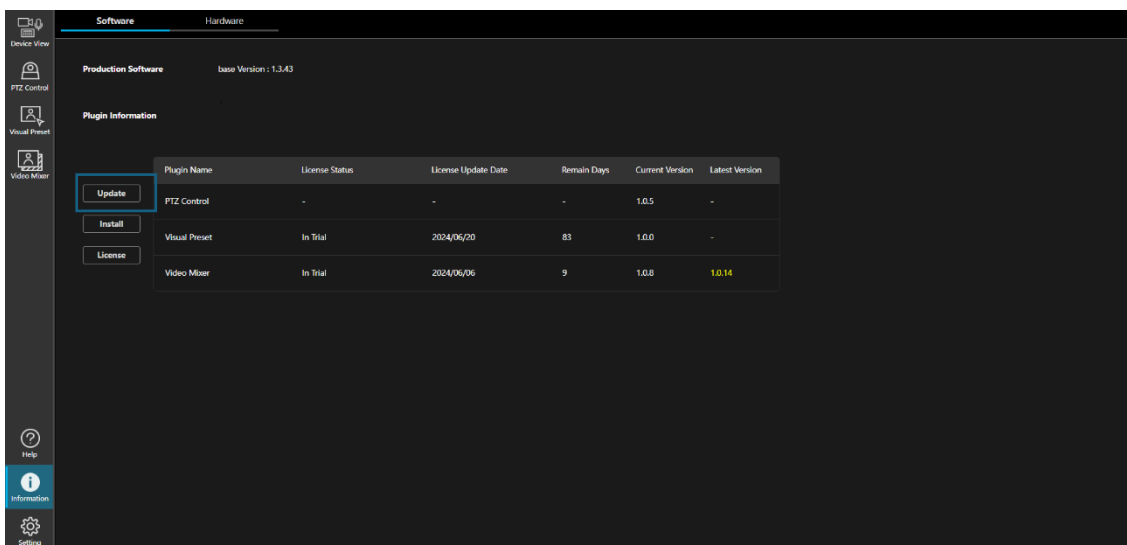 Software Hardware
Device View
PTZ Control
Visual Preset
Video Mixer
Production Software base Version : 1.3.43
Plugin Information
Update
Install
License
Plugin Name License Status License Update Date Remain Days Current Version Latest Version
PTZ Control - - - 1.0.5 -
Visual Preset In Trial 2024/06/20 83 1.0.0 -
Video Mixer In Trial 2024/06/06 9 1.0.8 1.0.14
Help
Information
Setting